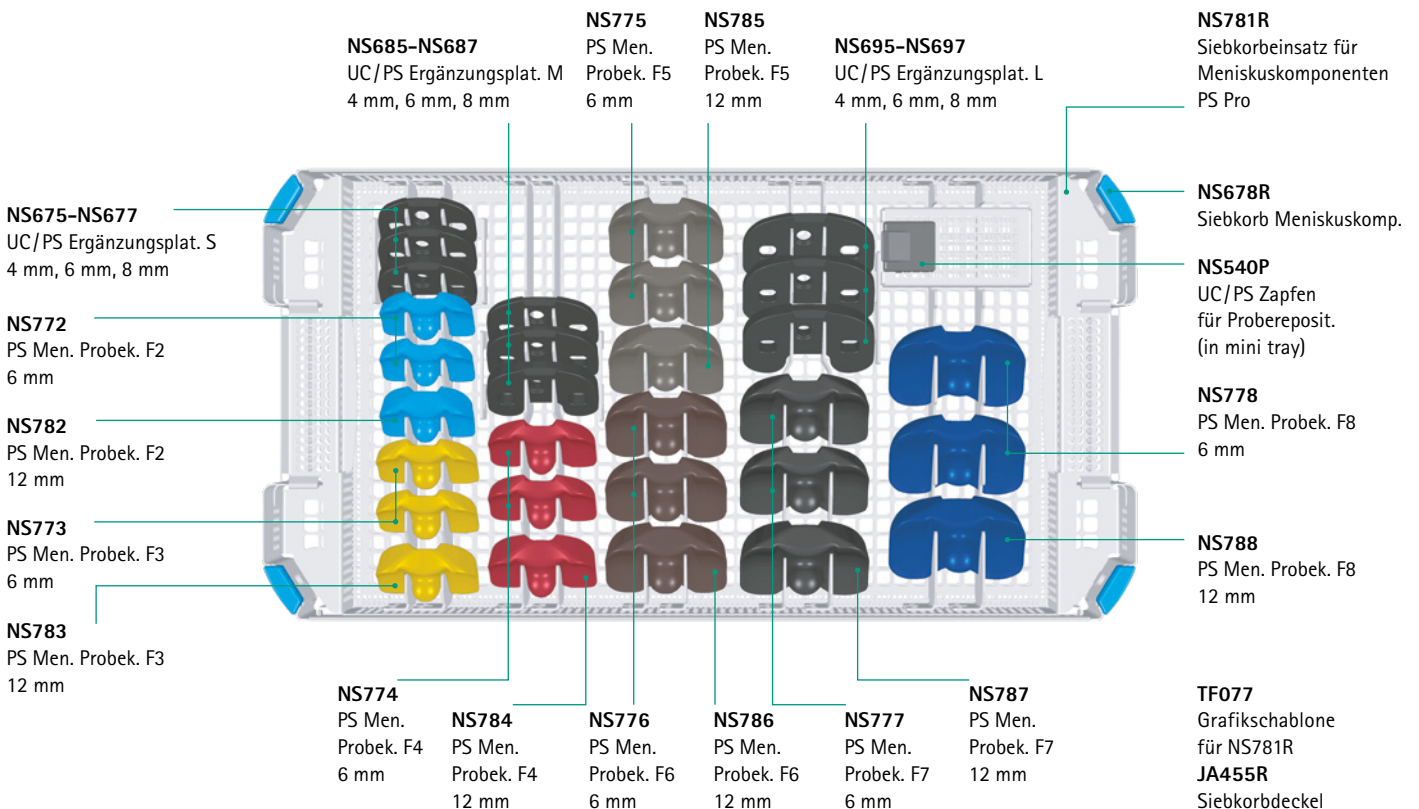 NS685–NS687
UC/PS Ergänzungsplat. M
4 mm, 6 mm, 8 mm
NS775
PS Men.
Probek. F5
6 mm
NS785
PS Men.
Probek. F5
12 mm
NS695–NS697
UC/PS Ergänzungsplat. L
4 mm, 6 mm, 8 mm
NS781R
Siebkorbeinsatz für
Meniskuskomponenten
PS Pro
NS678R
Siebkorb Meniskuskomp.
NS540P
UC/PS Zapfen
für Probereposit.
(in mini tray)
NS778
PS Men. Probek. F8
6 mm
NS788
PS Men. Probek. F8
12 mm
NS675–NS677
UC/PS Ergänzungsplat. S
4 mm, 6 mm, 8 mm
NS772
PS Men. Probek. F2
6 mm
NS782
PS Men. Probek. F2
12 mm
NS773
PS Men. Probek. F3
6 mm
NS783
PS Men. Probek. F3
12 mm
NS774
PS Men.
Probek. F4
6 mm
NS784
PS Men.
Probek. F4
12 mm
NS776
PS Men.
Probek. F6
6 mm
NS786
PS Men.
Probek. F6
12 mm
NS777
PS Men.
Probek. F7
6 mm
NS787
PS Men.
Probek. F7
12 mm
TF077
Grafikschablone
für NS781R
JA455R
Siebkorbdeckel